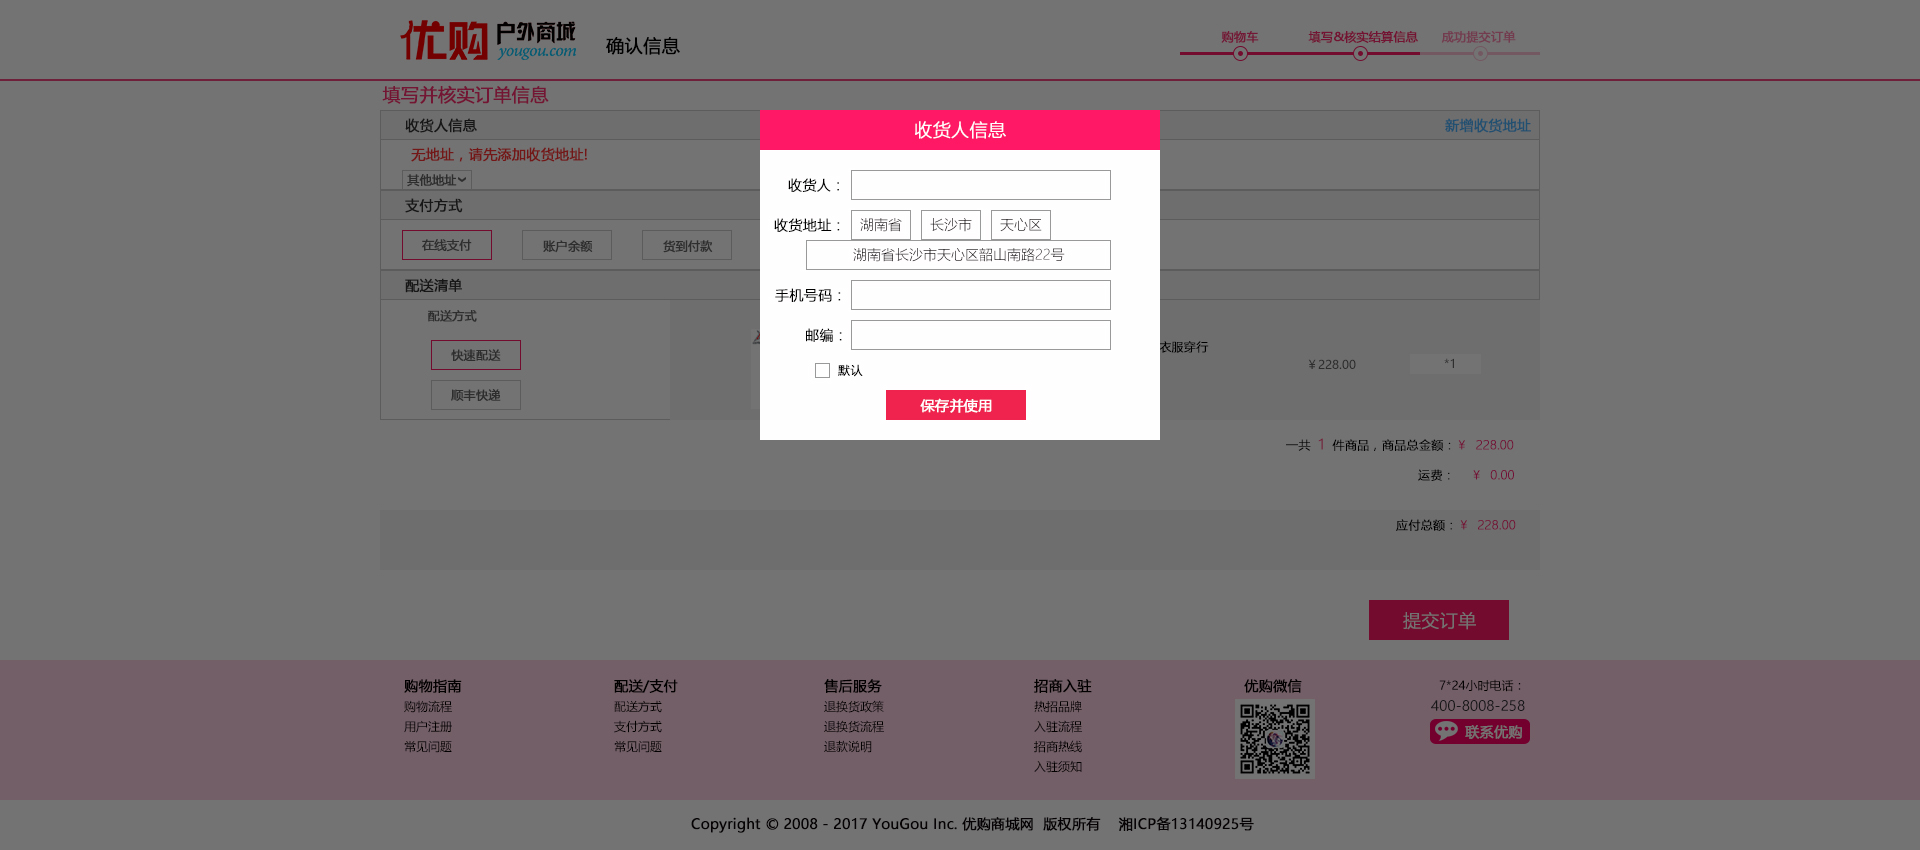 优购 户外商城
yougou.com
确认信息
购物车 填写&核实结算信息 成功提交订单
填写并核实订单信息
收货人信息 新增收货地址
无地址，请先添加收货地址!
其他地址
支付方式
在线支付 账户余额 货到付款
配送清单
配送方式
快速配送
顺丰快递
收货人信息
收货人：
收货地址： 湖南省 长沙市 天心区
湖南省长沙市天心区韶山南路22号
手机号码：
邮编：
默认
保存并使用
衣服穿行
¥228.00 *1
一共 1 件商品，商品总金额：¥ 228.00
运费： ¥ 0.00
应付总额：¥ 228.00
提交订单
购物指南
购物流程
用户注册
常见问题
配送/支付
配送方式
支付方式
常见问题
售后服务
退换货政策
退换货流程
退款说明
招商入驻
热招品牌
入驻流程
招商热线
入驻须知
优购微信
7*24小时电话：
400-8008-258
联系优购
Copyright © 2008 - 2017 YouGou Inc. 优购商城网 版权所有 湘ICP备13140925号